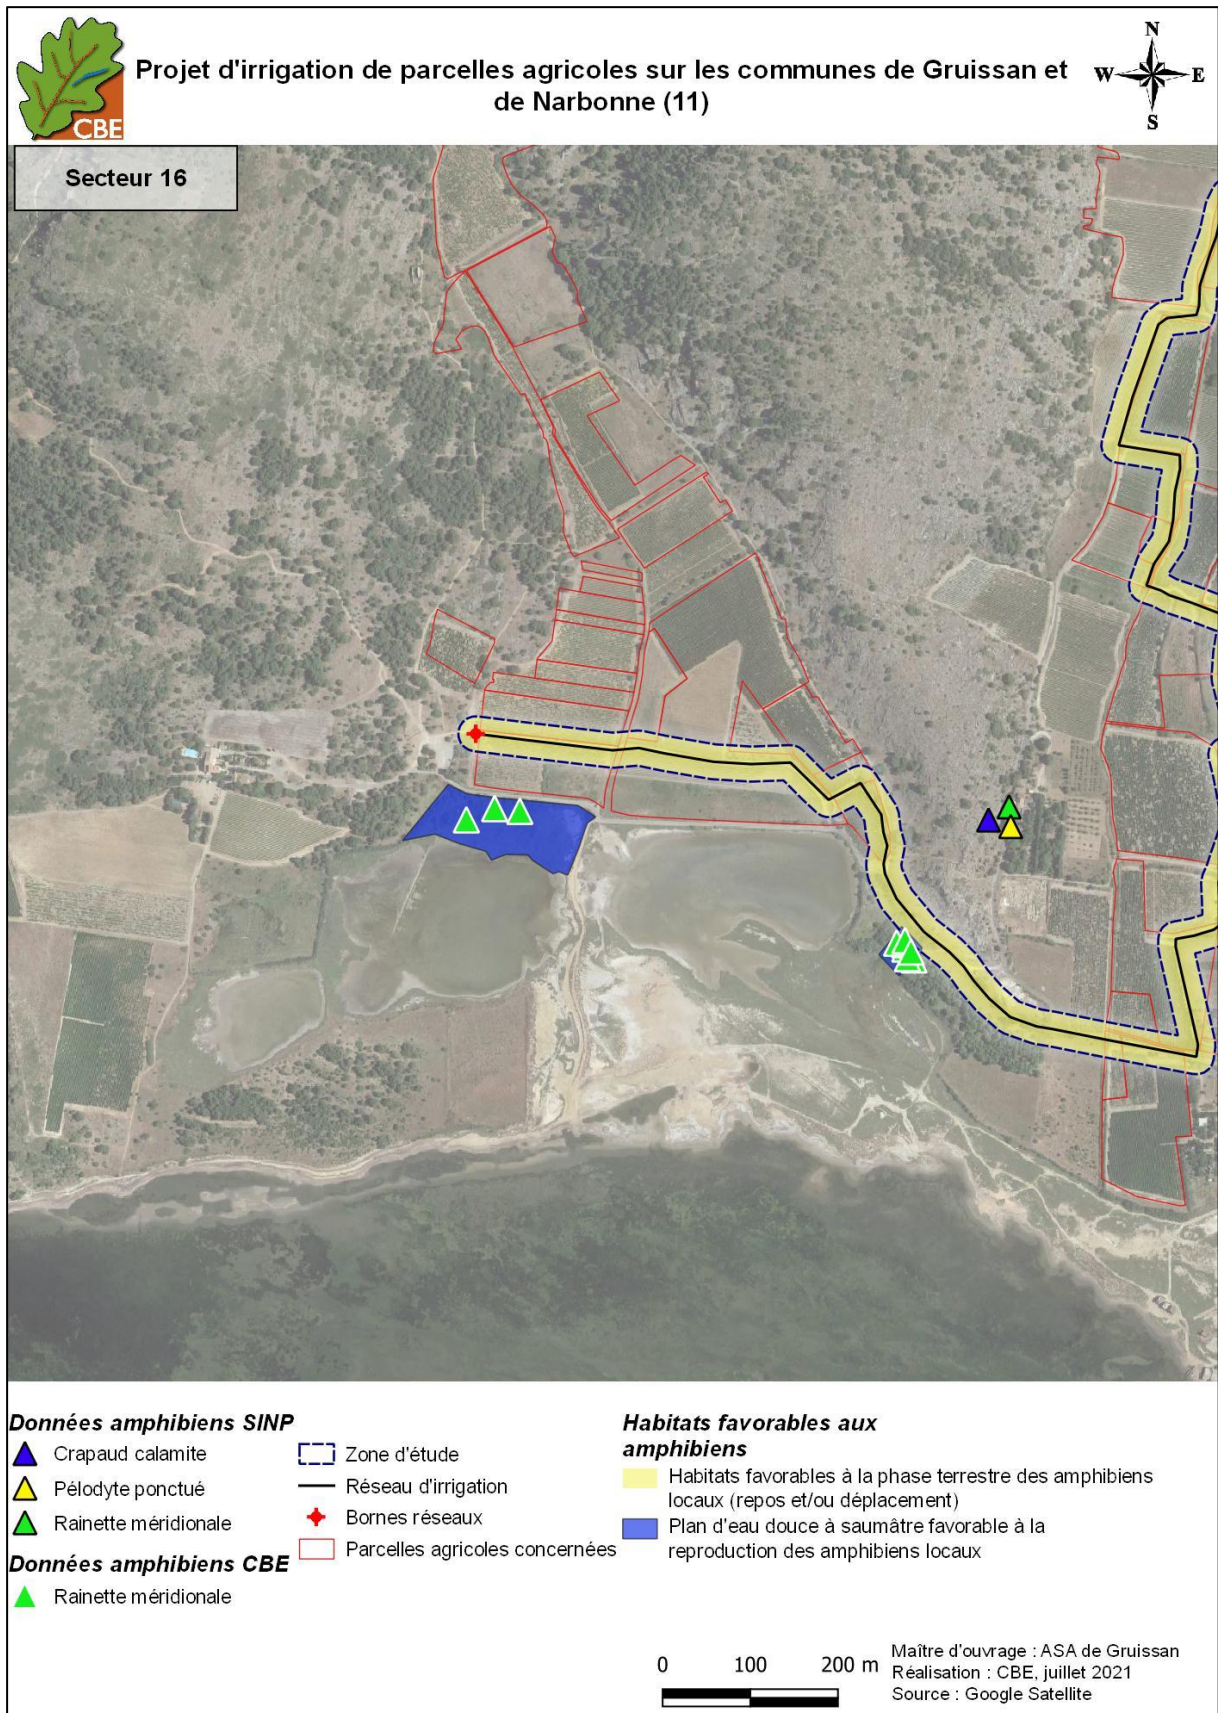 CBE
Projet d'irrigation de parcelles agricoles sur les communes de Gruissan et
de Narbonne (11)
N
W
E
S
Secteur 16
Données amphibiens SINP
Crapaud calamite
Pélodyte ponctué
Rainette méridionale
Données amphibiens CBE
Rainette méridionale
Zone d'étude
Réseau d'irrigation
Bornes réseaux
Parcelles agricoles concernées
Habitats favorables aux
amphibiens
Habitats favorables à la phase terrestre des amphibiens
locaux (repos et/ou déplacement)
Plan d'eau douce à saumâtre favorable à la
reproduction des amphibiens locaux
0 100 200 m
Maître d'ouvrage : ASA de Gruissan
Réalisation : CBE, juillet 2021
Source : Google Satellite